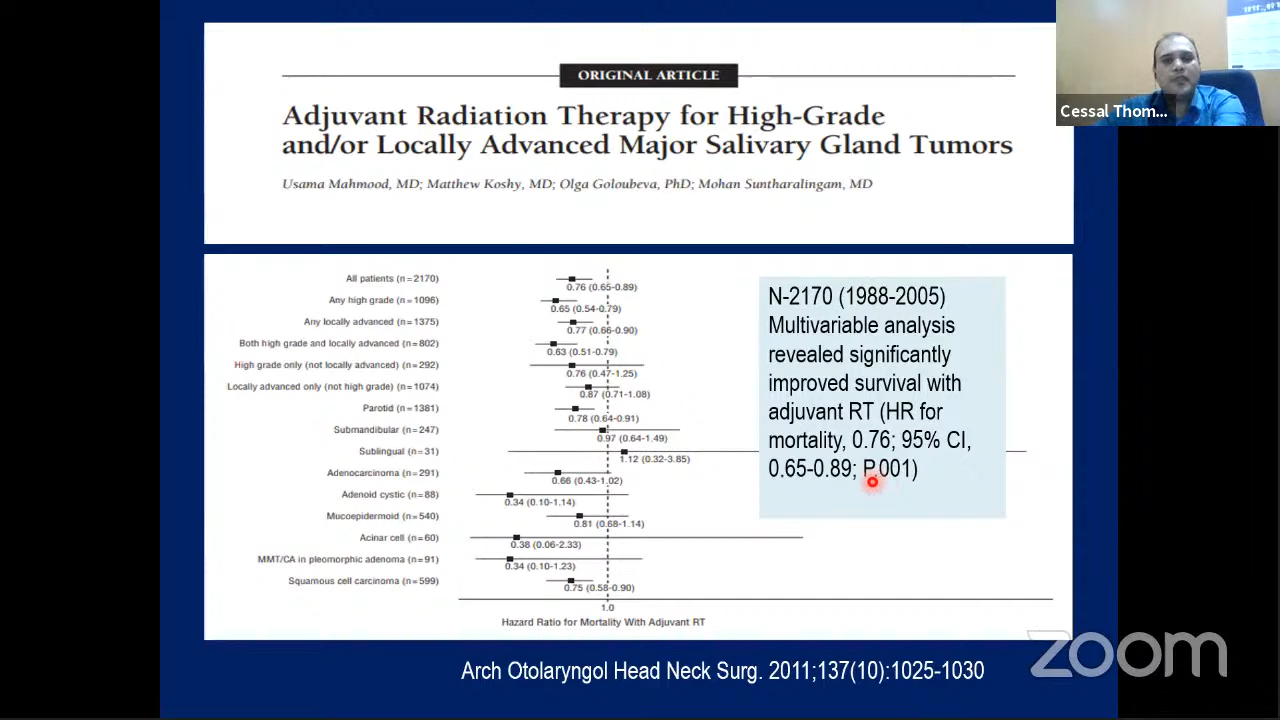 ORIGINAL ARTICLE
Adjuvant Radiation Therapy for High-Grade
and/or Locally Advanced Major Salivary Gland Tumors
Usama Mahmood, MD; Matthew Koshy, MD; Olga Goloubeva, PhD; Mohan Suntharalingam, MD
Cessal Thom...
All patients (n=2170)
0.76 (0.65-0.89)
Any high grade (n=1096)
0.65 (0.54-0.79)
Any locally advanced (n=1375)
0.77 (0.66-0.90)
Both high grade and locally advanced (n=802)
0.63 (0.51-0.79)
High grade only (not locally advanced) (n=292)
0.76 (0.47-1.25)
Locally advanced only (not high grade) (n=1074)
0.87 (0.71-1.08)
Parotid (n=1381)
0.78 (0.64-0.91)
Submandibular (n=247)
0.97 (0.64-1.49)
Sublingual (n=31)
1.12 (0.32-3.85)
Adenocarcinoma (n=291)
0.66 (0.43-1.02)
Adenoid cystic (n=88)
0.34 (0.10-1.14)
Mucoepidermoid (n=540)
0.81 (0.68-1.14)
Acinar cell (n=60)
0.38 (0.06-2.33)
MMT/CA in pleomorphic adenoma (n=91)
0.34 (0.10-1.23)
Squamous cell carcinoma (n=599)
0.75 (0.58-0.90)
1.0
Hazard Ratio for Mortality With Adjuvant RT
N-2170 (1988-2005)
Multivariable analysis
revealed significantly
improved survival with
adjuvant RT (HR for
mortality, 0.76; 95% CI,
0.65-0.89; P.001)
zoom
Arch Otolaryngol Head Neck Surg. 2011;137(10):1025-1030